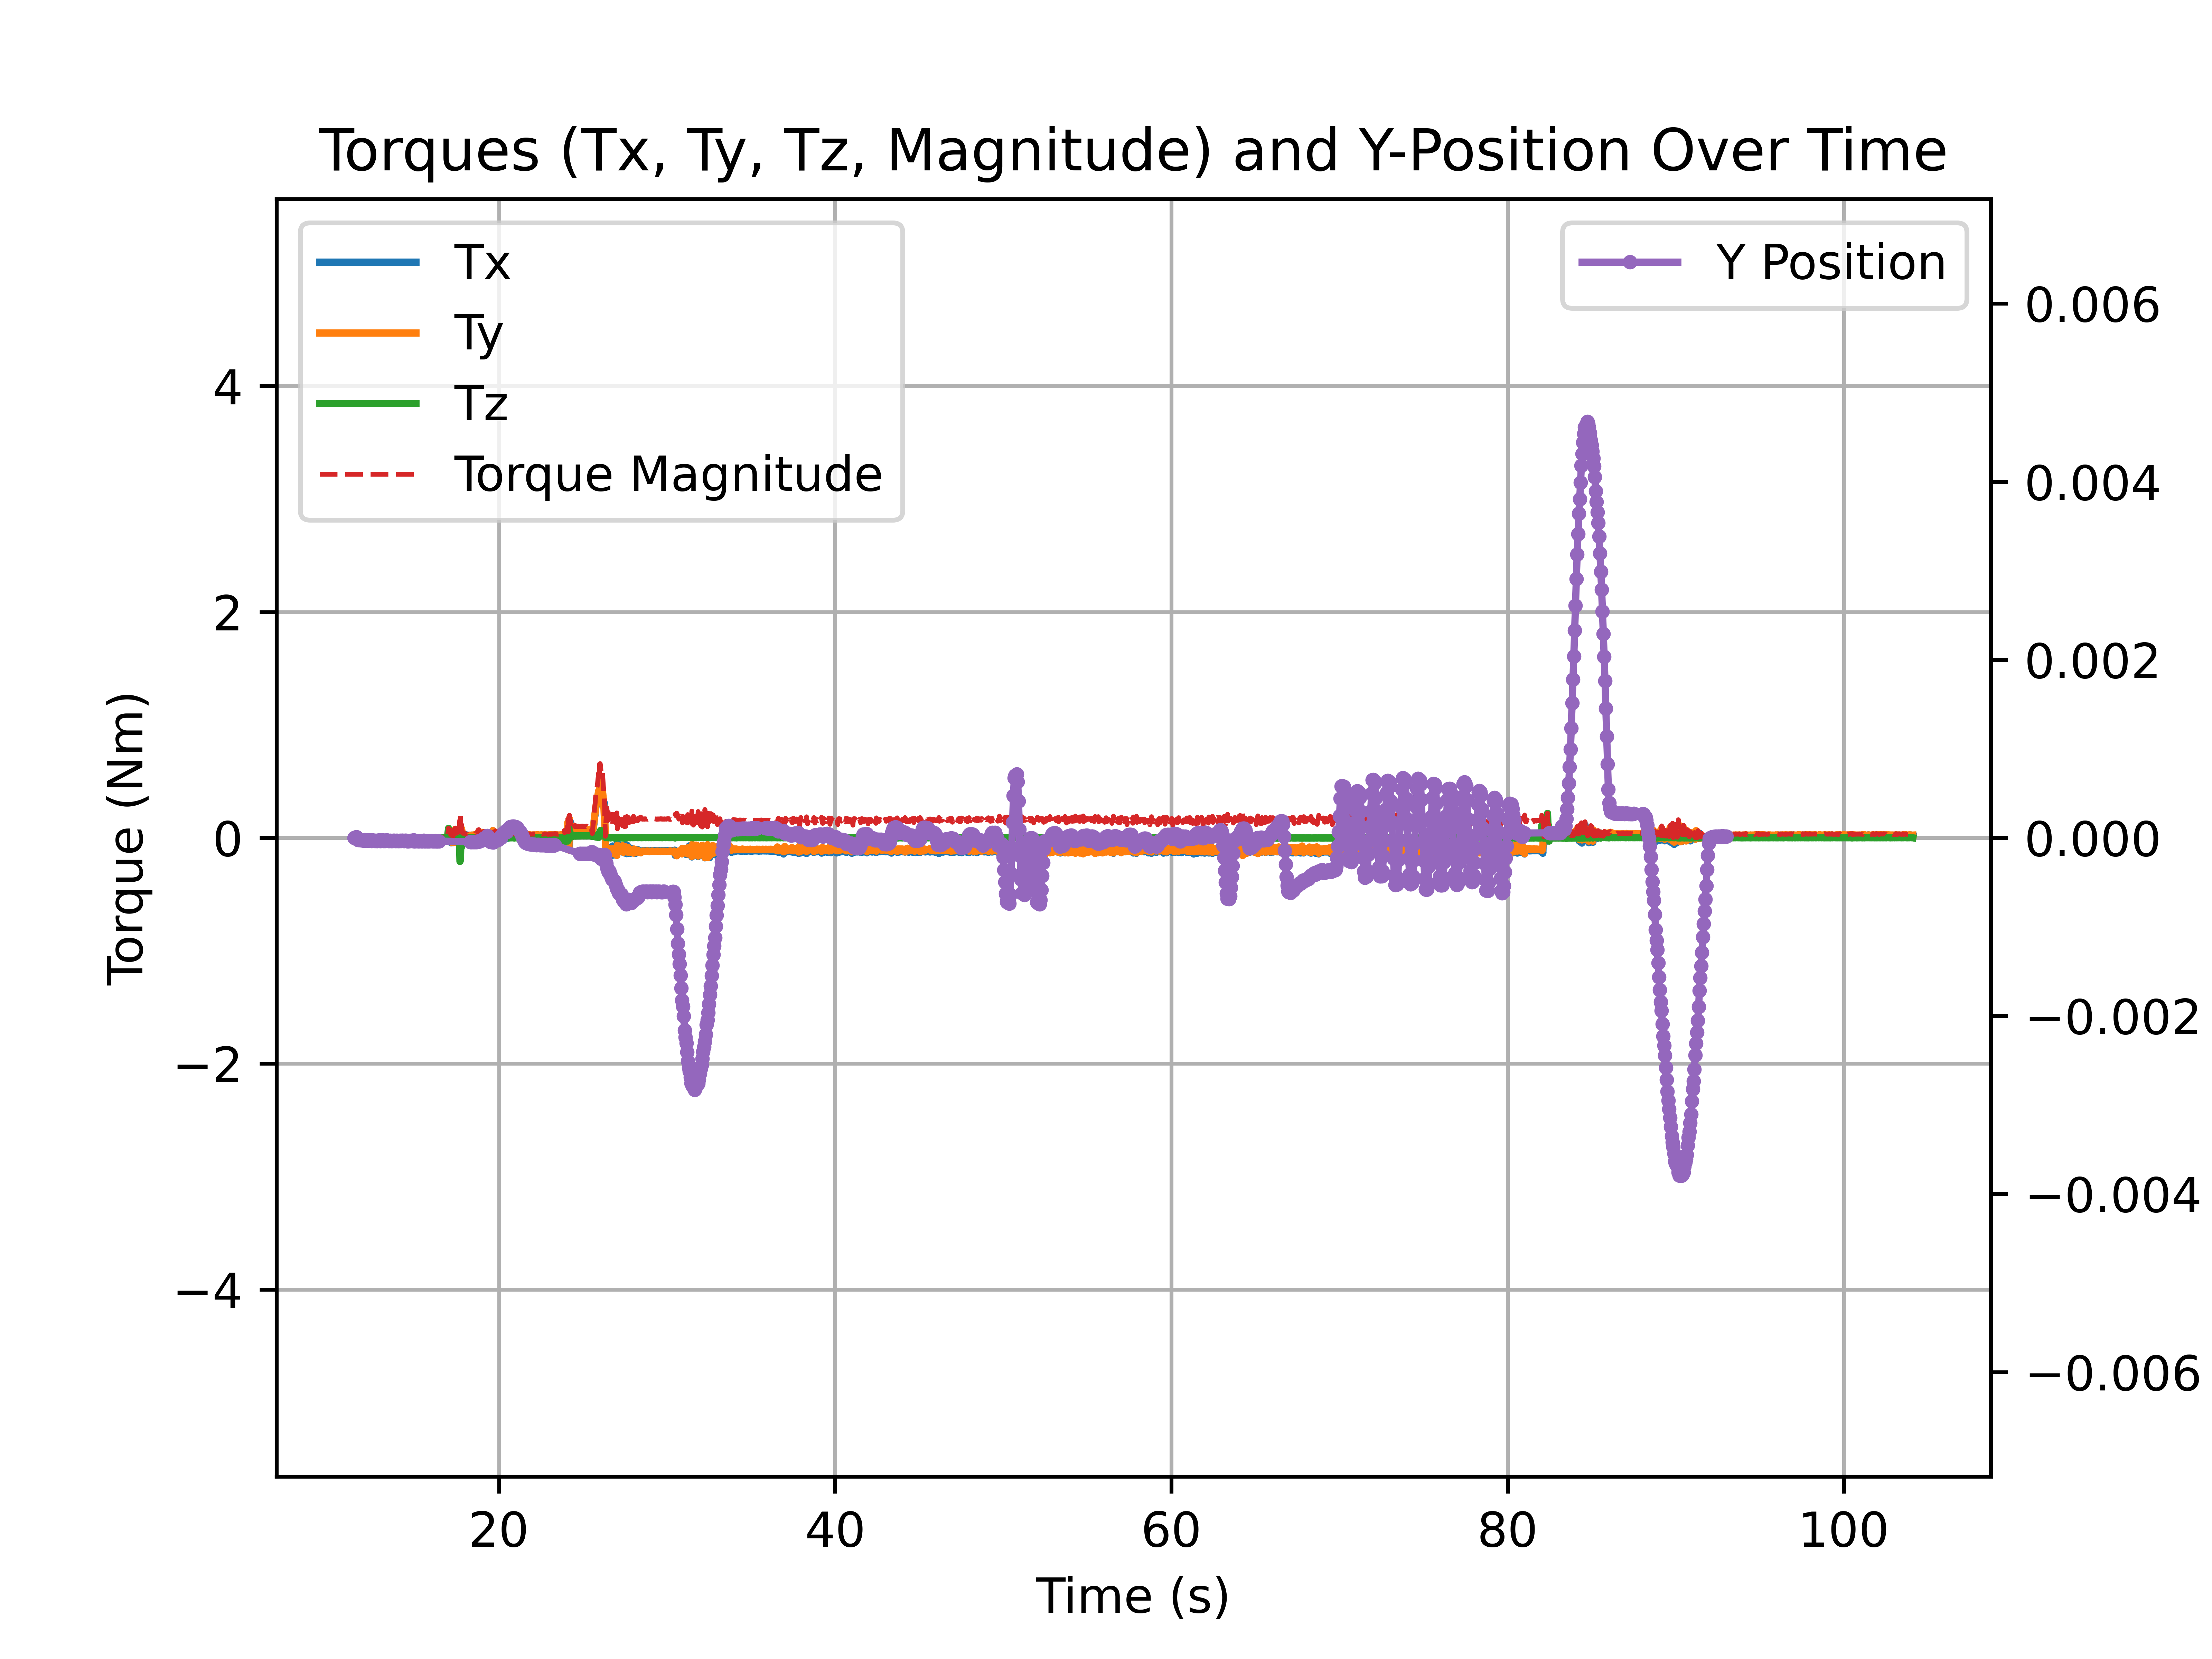 Torques (Tx, Ty, Tz, Magnitude) and Y-Position Over Time
Tx
Ty
Tz
Torque Magnitude
Y Position
Torque (Nm)
4
2
0
−2
−4
0.006
0.004
0.002
0.000
−0.002
−0.004
−0.006
20
40
60
80
100
Time (s)